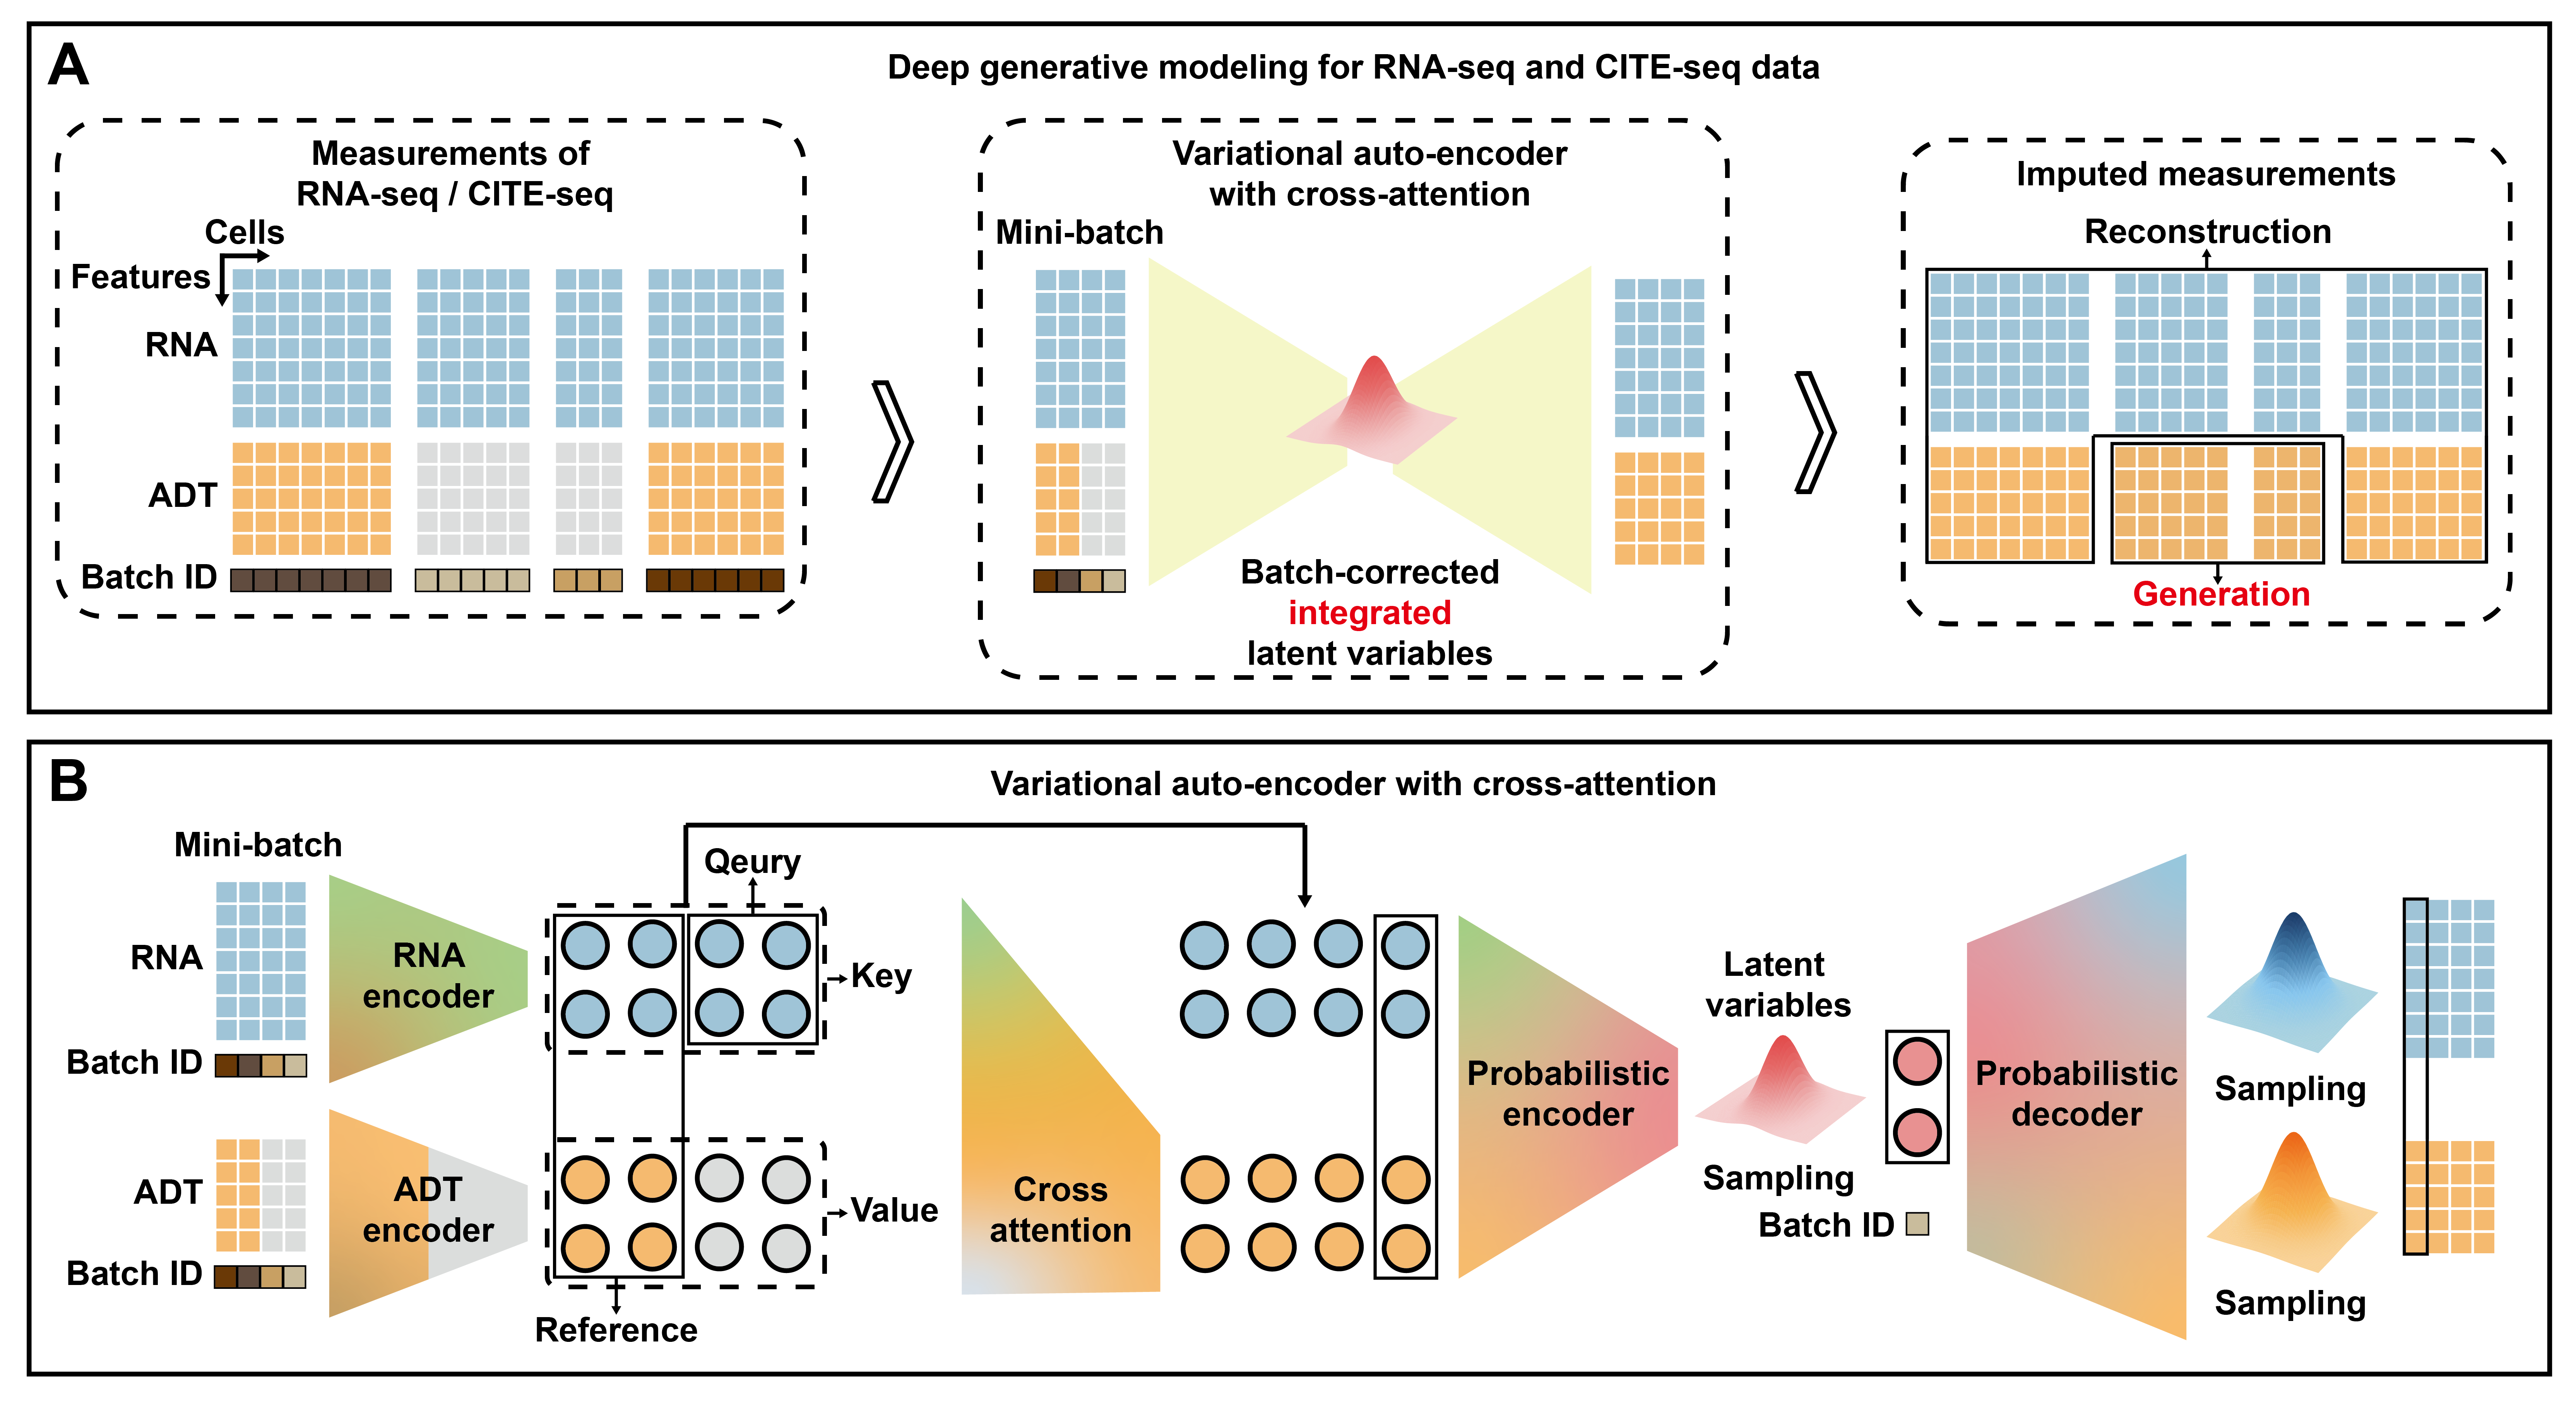 A
Deep generative modeling for RNA-seq and CITE-seq data
Measurements of
RNA-seq / CITE-seq
Cells
Features
RNA
ADT
Batch ID
Variational auto-encoder
with cross-attention
Mini-batch
Batch-corrected
integrated
latent variables
Imputed measurements
Reconstruction
Generation
B
Variational auto-encoder with cross-attention
Mini-batch
RNA
Batch ID
ADT
Batch ID
RNA
encoder
ADT
encoder
Qeury
Key
Value
Reference
Cross
attention
Probabilistic
encoder
Latent
variables
Sampling
Batch ID
Probabilistic
decoder
Sampling
Sampling